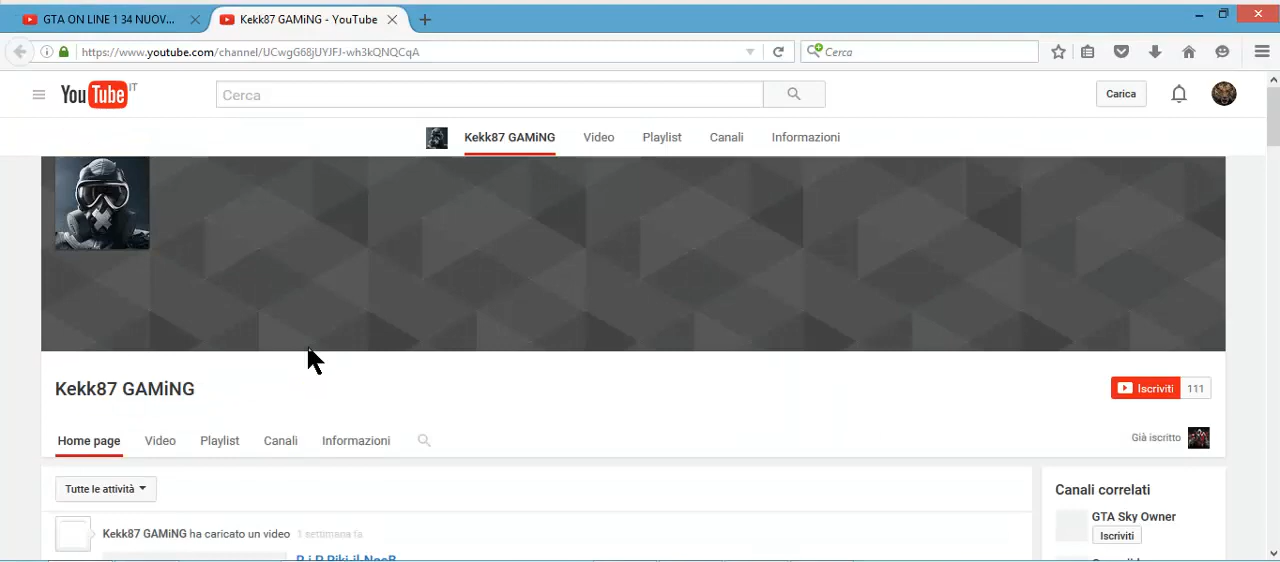 GTA ON LINE 1 34 NUOV...
Kekk87 GAMiNG - YouTube
https://www.youtube.com/channel/UCwgG68jUYJFJ-wh3kQNQCqA
Cerca
YouTube IT
Cerca
Carica
Kekk87 GAMiNG Video Playlist Canali Informazioni
Kekk87 GAMiNG
Iscriviti 111
Home page Video Playlist Canali Informazioni
Già iscritto
Tutte le attività
Canali correlati
GTA Sky Owner
Iscriviti
Kekk87 GAMiNG ha caricato un video 1 settimana fa